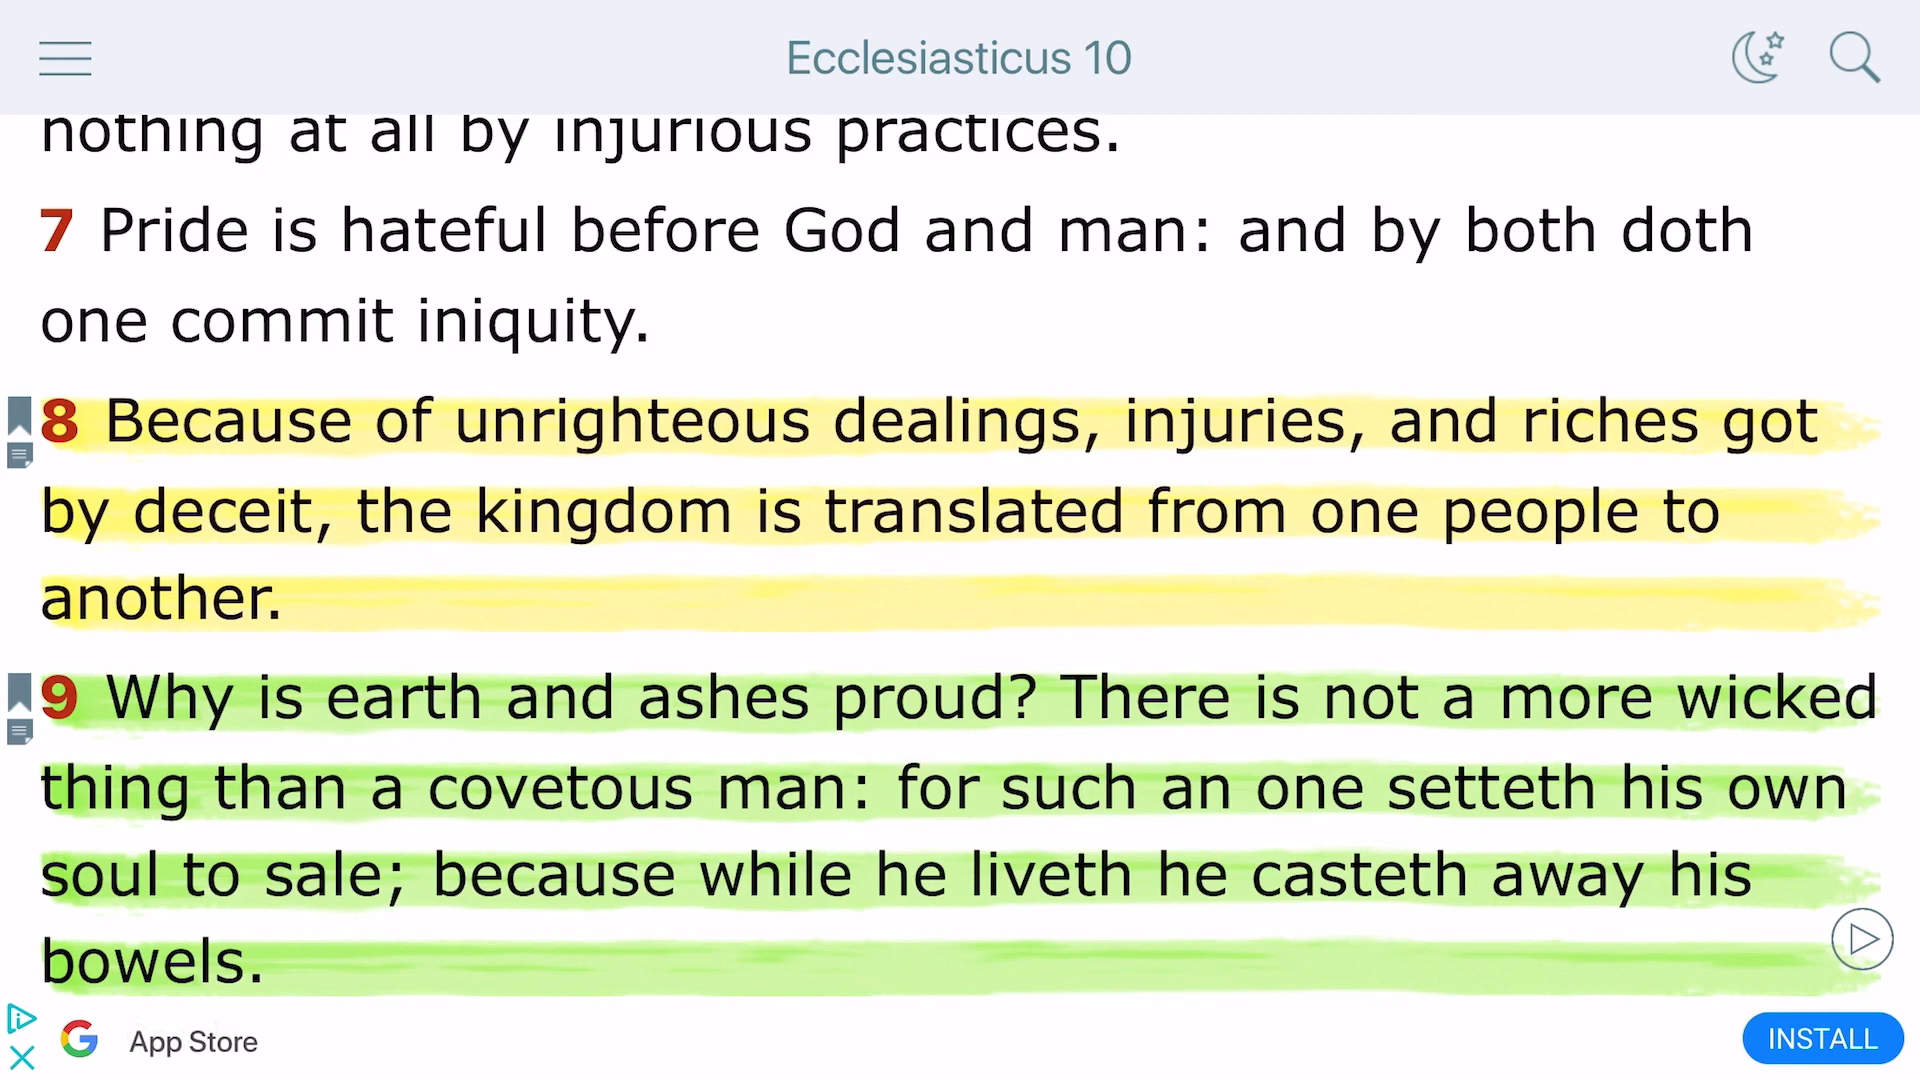 Ecclesiasticus 10
nothing at all by injurious practices.
7 Pride is hateful before God and man: and by both doth
one commit iniquity.
8 Because of unrighteous dealings, injuries, and riches got
by deceit, the kingdom is translated from one people to
another.
9 Why is earth and ashes proud? There is not a more wicked
thing than a covetous man: for such an one setteth his own
soul to sale; because while he liveth he casteth away his
bowels.
App Store
INSTALL